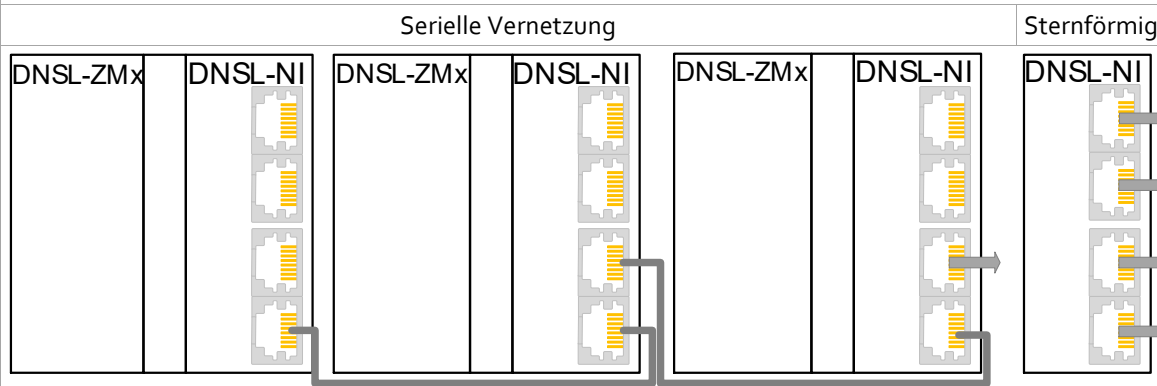 Serielle Vernetzung
Sternförmig
DNSL-ZMx DNSL-NI DNSL-ZMx DNSL-NI DNSL-ZMx DNSL-NI DNSL-NI